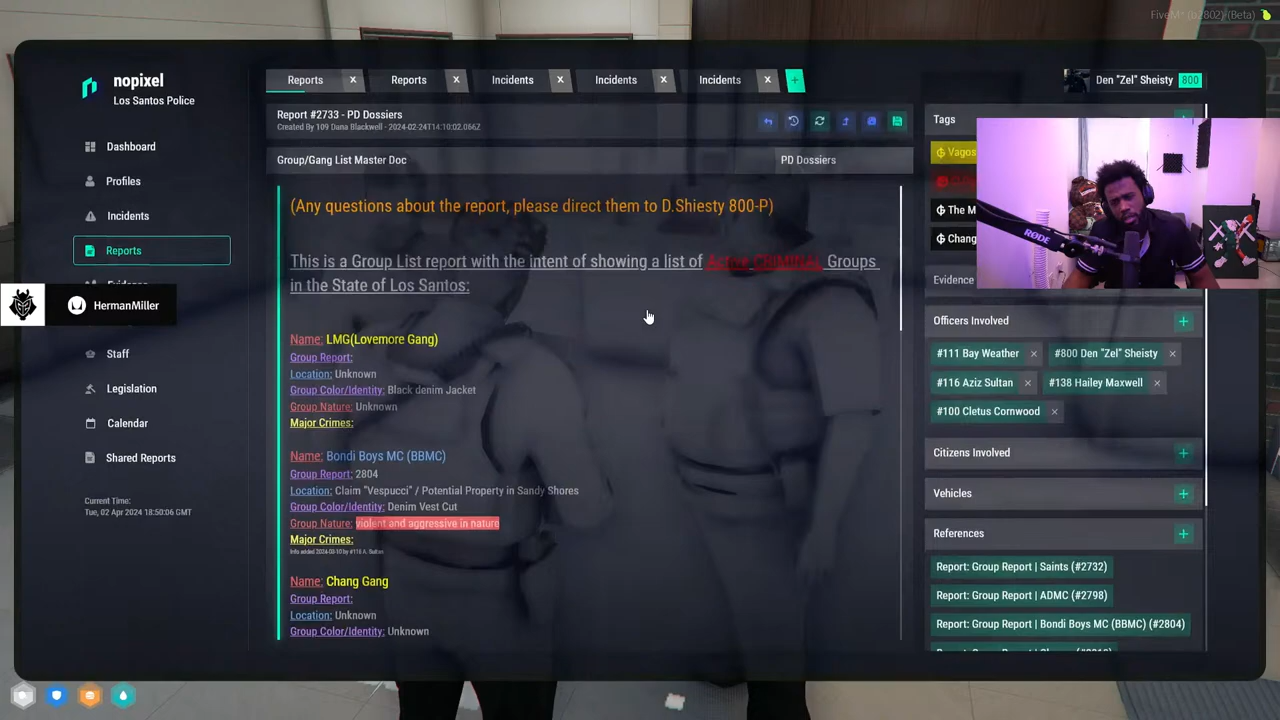 FiveM® (b2802) (Beta)
nopixel
Los Santos Police
Reports x
Reports x
Incidents x
Incidents x
Incidents x
+
Den "Zel" Sheisty 800
Dashboard
Profiles
Incidents
Reports
HermanMiller
Staff
Legislation
Calendar
Shared Reports
Current Time:
Tue, 02 Apr 2024 18:50:06 GMT
Report #2733 - PD Dossiers
Created By 109 Dana Blackwell - 2024-02-24T14:10:02.066Z
Group/Gang List Master Doc
PD Dossiers
(Any questions about the report, please direct them to D.Shiesty 800-P)
This is a Group List report with the intent of showing a list of Active CRIMINAL Groups
in the State of Los Santos:
Name: LMG(Lovemore Gang)
Group Report:
Location: Unknown
Group Color/Identity: Black denim Jacket
Group Nature: Unknown
Major Crimes:
Name: Bondi Boys MC (BBMC)
Group Report: 2804
Location: Claim "Vespucci" / Potential Property in Sandy Shores
Group Color/Identity: Denim Vest Cut
Group Nature: violent and aggressive in nature
Major Crimes:
Info added 2024-03-10 by #116 A. Sultan
Name: Chang Gang
Group Report:
Location: Unknown
Group Color/Identity: Unknown
Tags
Vagos
The M
Chang
RODE
Evidence
Officers Involved +
#111 Bay Weather x
#800 Den "Zel" Sheisty x
#116 Aziz Sultan x
#138 Hailey Maxwell x
#100 Cletus Cornwood x
Citizens Involved +
Vehicles +
References +
Report: Group Report | Saints (#2732)
Report: Group Report | ADMC (#2798)
Report: Group Report | Bondi Boys MC (BBMC) (#2804)